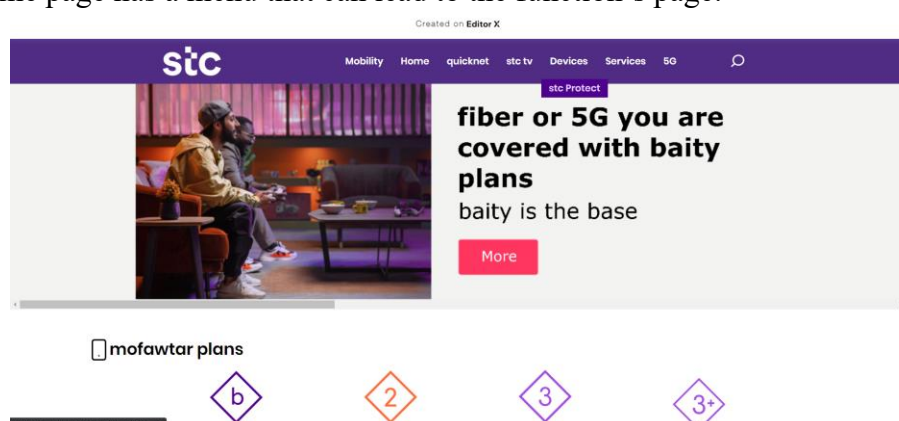 me page has a menu that can lead to the function's page.
Created on Editor X
stc
Mobility Home quicknet stc tv Devices Services 5G
stc Protect
fiber or 5G you are
covered with baity
plans
baity is the base
More
mofawtar plans
b 2 3 3+